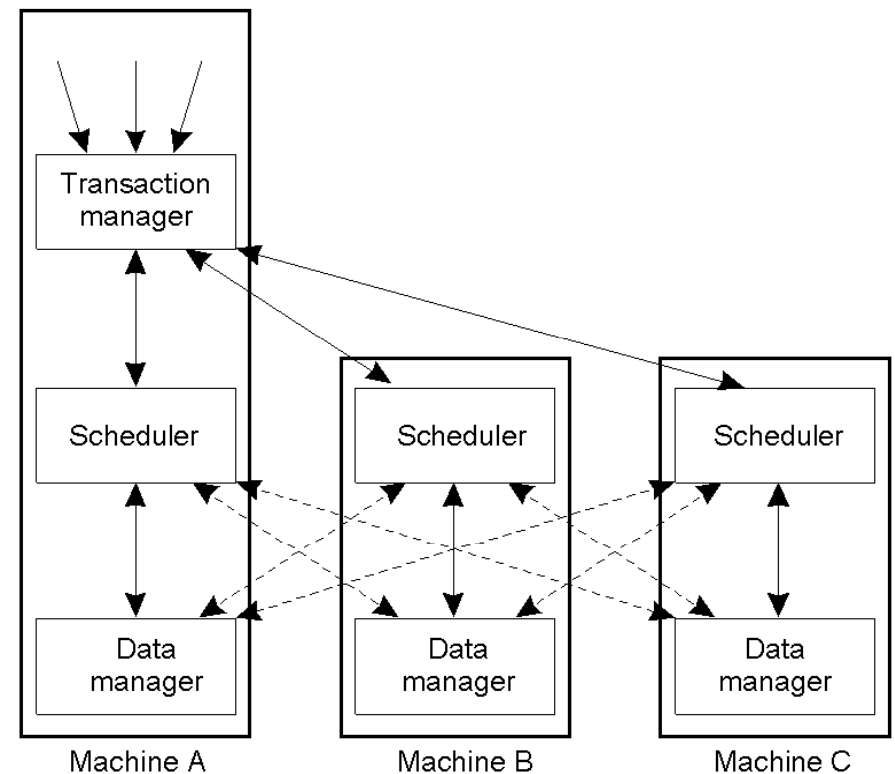 Transaction
manager
Scheduler
Scheduler
Scheduler
Data
manager
Data
manager
Data
manager
Machine A
Machine B
Machine C